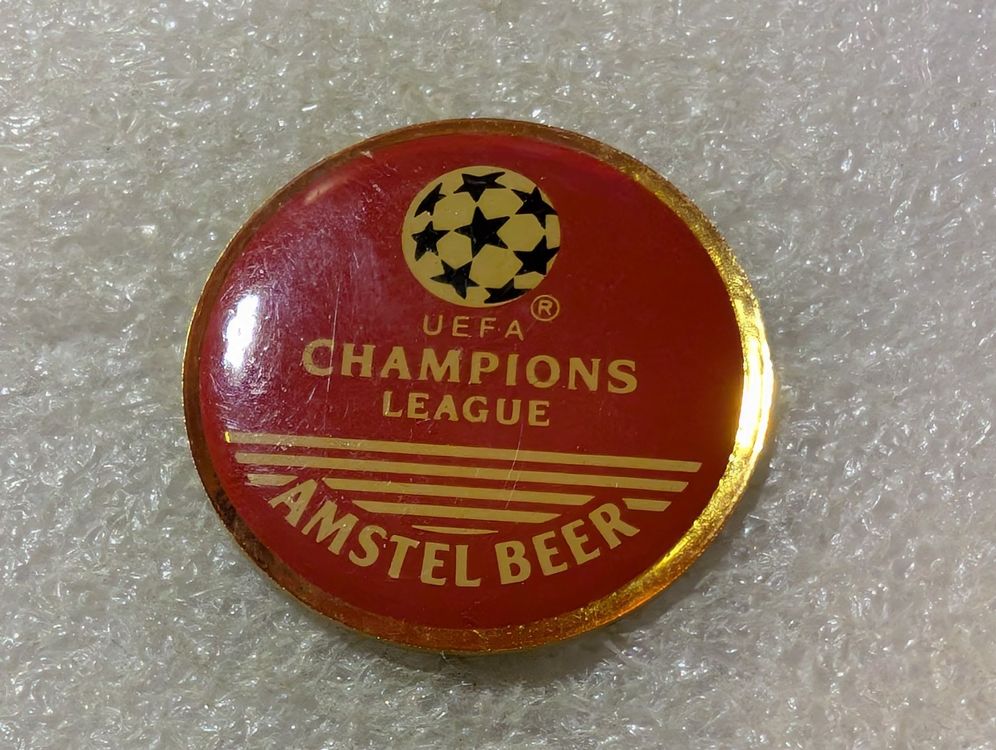 ®
UEFA
CHAMPIONS
LEAGUE
AMSTEL BEER